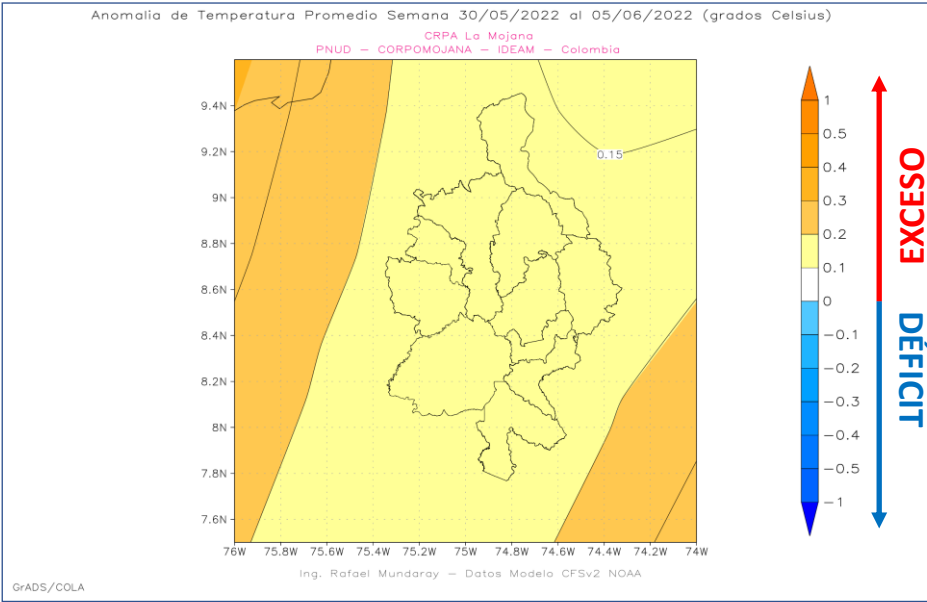 Anomalia de Temperatura Promedio Semana 30/05/2022 al 05/06/2022 (grados Celsius)
CRPA La Mojana
PNUD – CORPOMOJANA – IDEAM – Colombia
9.4N
9.2N
9N
8.8N
8.6N
8.4N
8.2N
8N
7.8N
7.6N
0.15
76W 75.8W 75.6W 75.4W 75.2W 75W 74.8W 74.6W 74.4W 74.2W 74W
1
0.5
0.4
0.3
0.2
0.1
0
−0.1
−0.2
−0.3
−0.4
−0.5
−1
EXCESO
DÉFICIT
Ing. Rafael Mundaray – Datos Modelo CFSv2 NOAA
GrADS/COLA